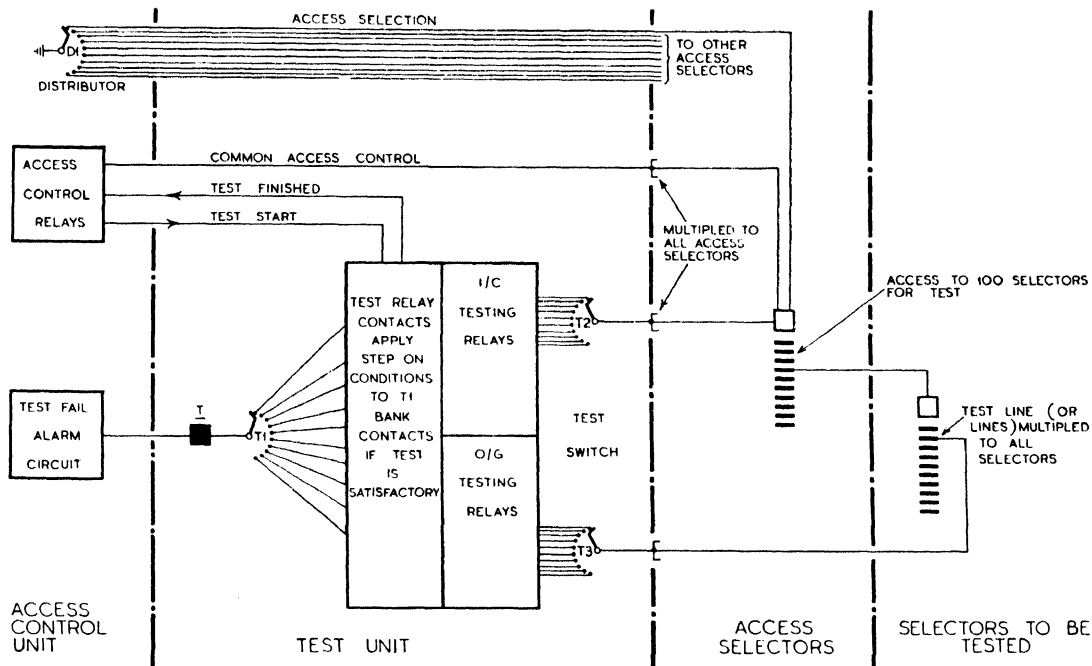 ACCESS SELECTION
D1
DISTRIBUTOR
TO OTHER
ACCESS
SELECTORS
ACCESS
CONTROL
RELAYS
COMMON ACCESS CONTROL
TEST FINISHED
TEST START
MULTIPLED TO
ALL ACCESS
SELECTORS
ACCESS TO 100 SELECTORS
FOR TEST
TEST RELAY
CONTACTS
APPLY
STEP ON
CONDITIONS
TO T1
BANK
CONTACTS
IF TEST
IS
SATISFACTORY
I/C
TESTING
RELAYS
T2
O/G
TESTING
RELAYS
T3
TEST
SWITCH
TEST FAIL
ALARM
CIRCUIT
T
T1
TEST LINE (OR
LINES) MULTIPLED
TO ALL
SELECTORS
ACCESS
CONTROL
UNIT
TEST UNIT
ACCESS
SELECTORS
SELECTORS TO BE
TESTED